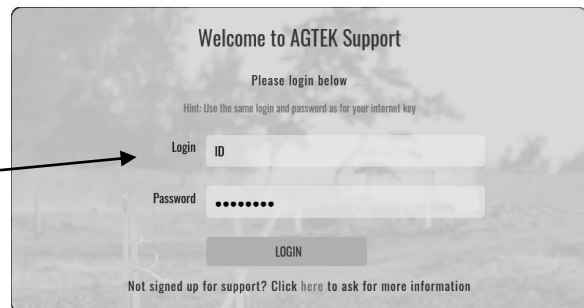 Welcome to AGTEK Support
Please login below
Hint: Use the same login and password as for your internet key
Login ID
Password ●●●●●●●●
LOGIN
Not signed up for support? Click here to ask for more information